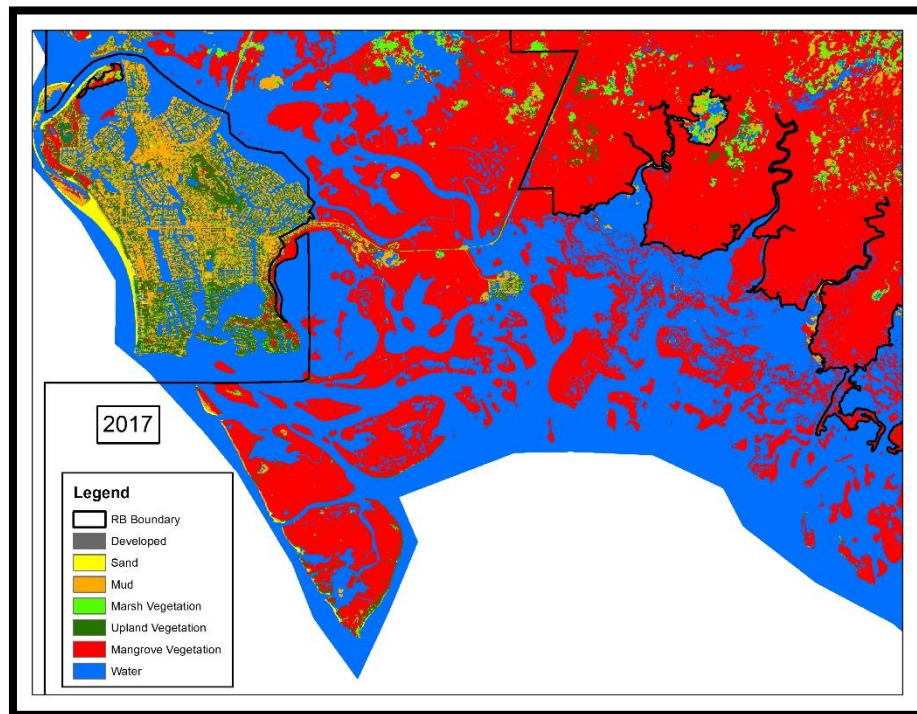 2017
Legend
RB Boundary
Developed
Sand
Mud
Marsh Vegetation
Upland Vegetation
Mangrove Vegetation
Water